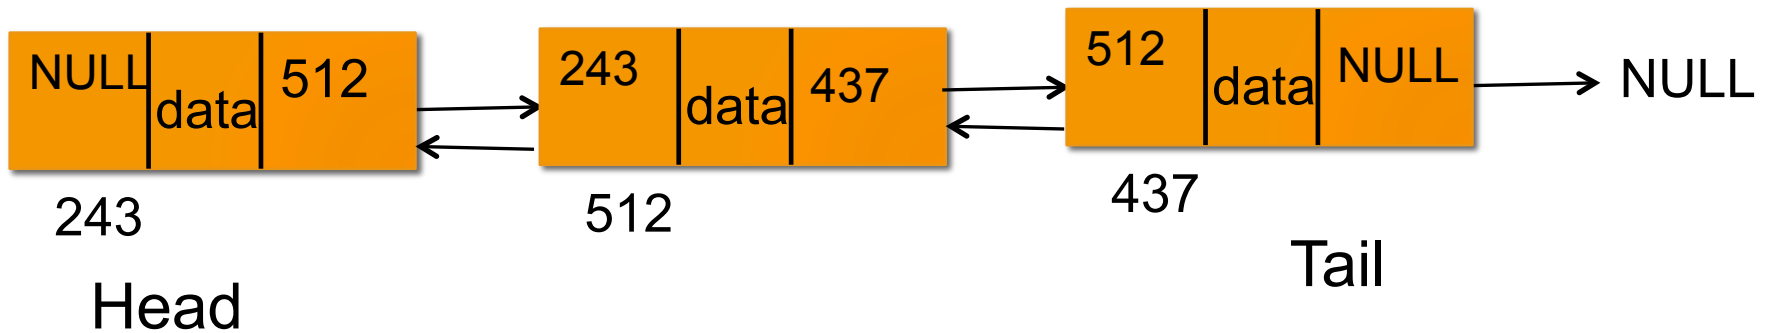 NULL data 512
243 data 437
512 data NULL
NULL
243
512
437
Head
Tail